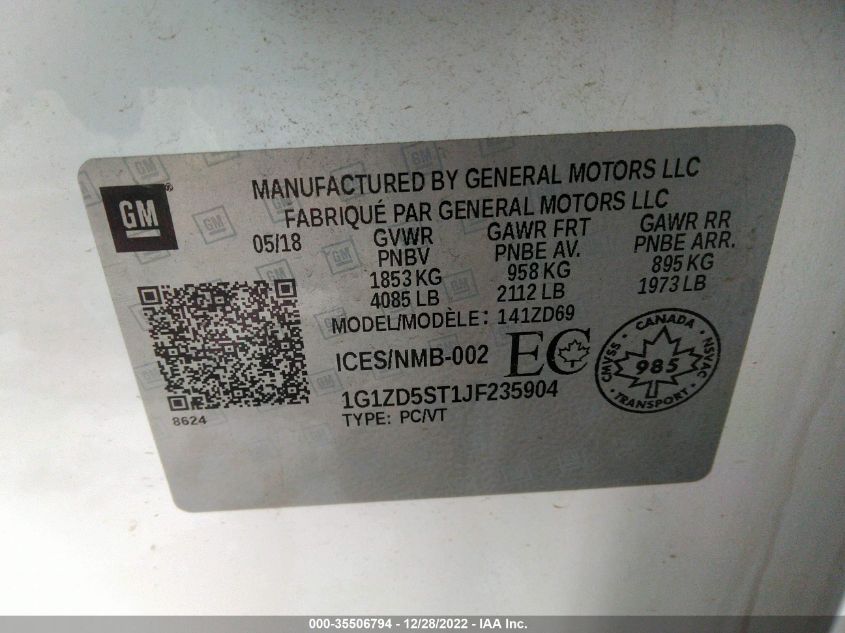 GM
MANUFACTURED BY GENERAL MOTORS LLC
FABRIQUÉ PAR GENERAL MOTORS LLC
05/18 GVWR GAWR FRT GAWR RR
PNBV PNBE AV. PNBE ARR.
1853 KG 958 KG 895 KG
4085 LB 2112 LB 1973 LB
MODEL/MODÈLE: 141ZD69
ICES/NMB-002 EC
CANADA
CMVSS 985 NSVAC
TRANSPORT
1G1ZD5ST1JF235904
8624 TYPE: PC/VT
000-35506794 - 12/28/2022 - IAA Inc.